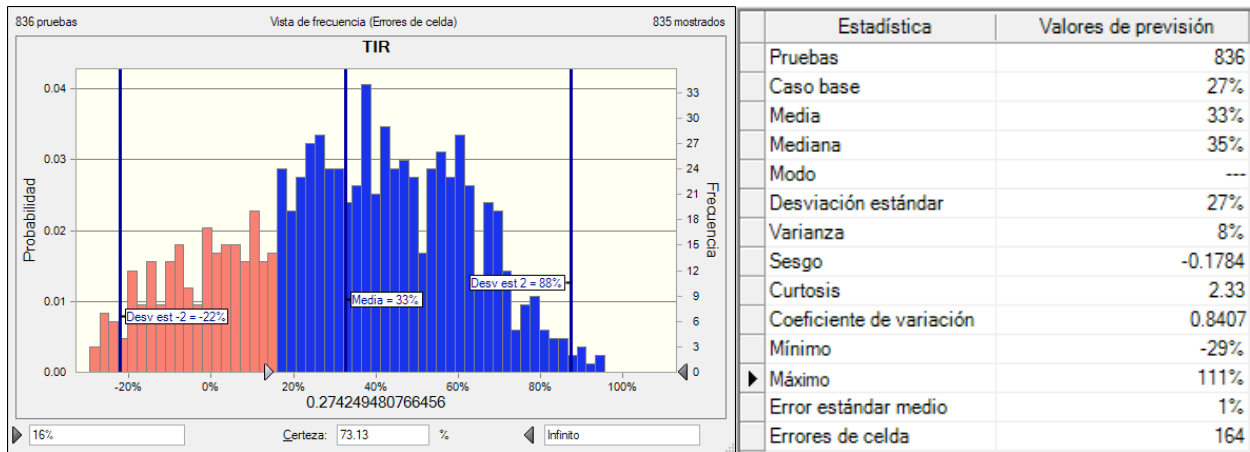 836 pruebas Vista de frecuencia (Errores de celda) 835 mostrados
TIR
Probabilidad
0.04
0.03
0.02
0.01
0.00
Frecuencia
33
30
27
24
21
18
15
12
9
6
3
0
Desv est -2 = -22%
Media = 33%
Desv est 2 = 88%
-20% 0% 20% 40% 60% 80% 100%
0.274249480766456
16% Certeza: 73.13 % Infinito
Estadística Valores de previsión
Pruebas 836
Caso base 27%
Media 33%
Mediana 35%
Modo ---
Desviación estándar 27%
Varianza 8%
Sesgo -0.1784
Curtosis 2.33
Coeficiente de variación 0.8407
Mínimo -29%
Máximo 111%
Error estándar medio 1%
Errores de celda 164